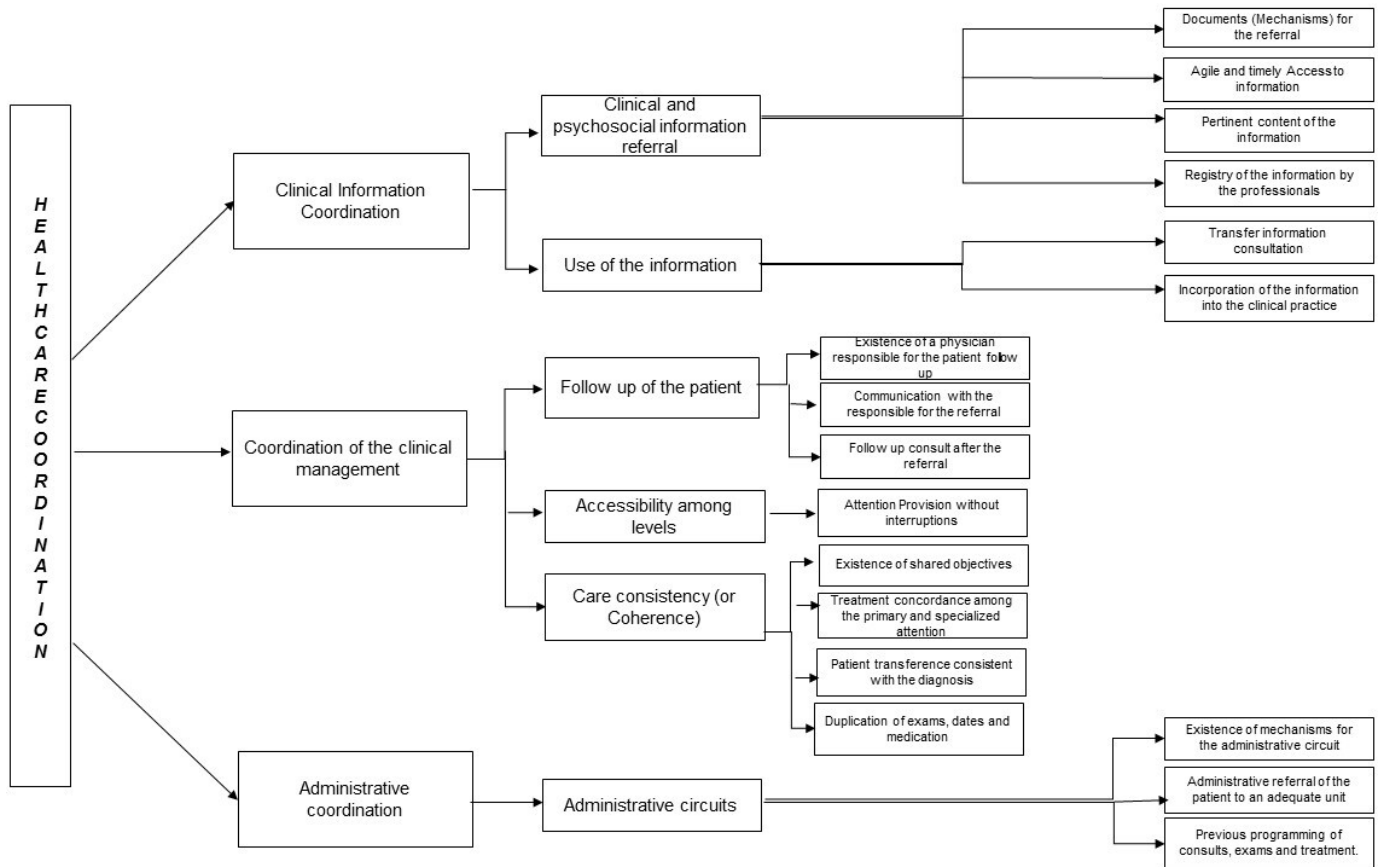 HEALTHCARECOORDINATION
Clinical Information
Coordination
Clinical and
psychosocial information
referral
Documents (Mechanisms) for
the referral
Agile and timely Access to
information
Pertinent content of the
information
Registry of the information by
the professionals
Use of the information
Transfer information
consultation
Incorporation of the information
into the clinical practice
Coordination of the clinical
management
Follow up of the patient
Existence of a physician
responsible for the patient follow
up
Communication with the
responsible for the referral
Follow up consult after the
referral
Accessibility among
levels
Attention Provision without
interruptions
Care consistency (or
Coherence)
Existence of shared objectives
Treatment concordance among
the primary and specialized
attention
Patient transference consistent
with the diagnosis
Duplication of exams, dates and
medication
Administrative
coordination
Administrative circuits
Existence of mechanisms for
the administrative circuit
Administrative referral of the
patient to an adequate unit
Previous programming of
consults, exams and treatment.